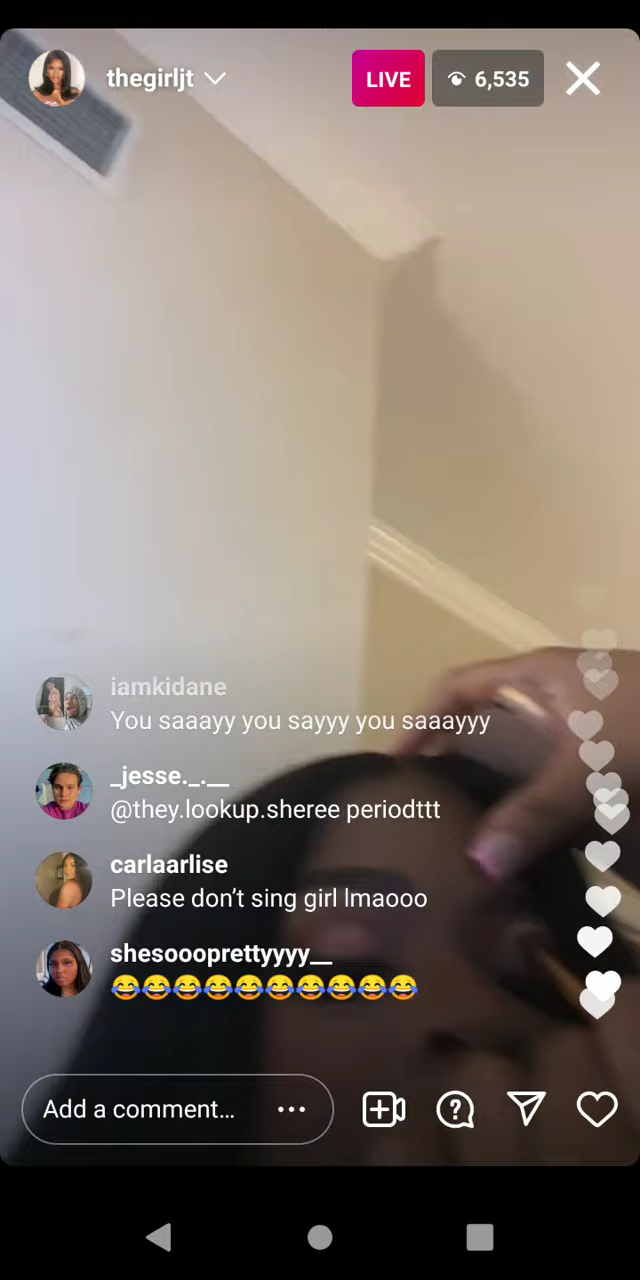 thegirljt
LIVE
6,535
iamkidane
You saaayy you sayyy you saaayyy
_jesse._.__
@they.lookup.sheree periodttt
carlaarlise
Please don’t sing girl lmaooo
shesoooprettyyyy__
😂😂😂😂😂😂😂😂😂😂
Add a comment...